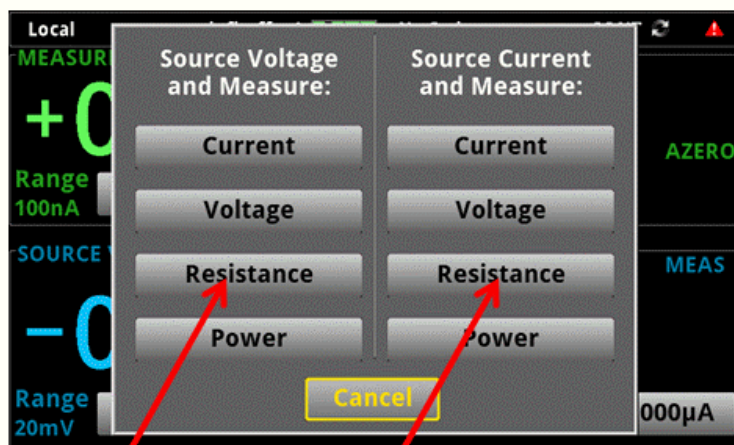 Local
MEASUR
+0
Range
100nA
AZERO
SOURCE V
MEAS
-0
Range
20mV
000µA
Source Voltage
and Measure:
Current
Voltage
Resistance
Power
Source Current
and Measure:
Current
Voltage
Resistance
Power
Cancel